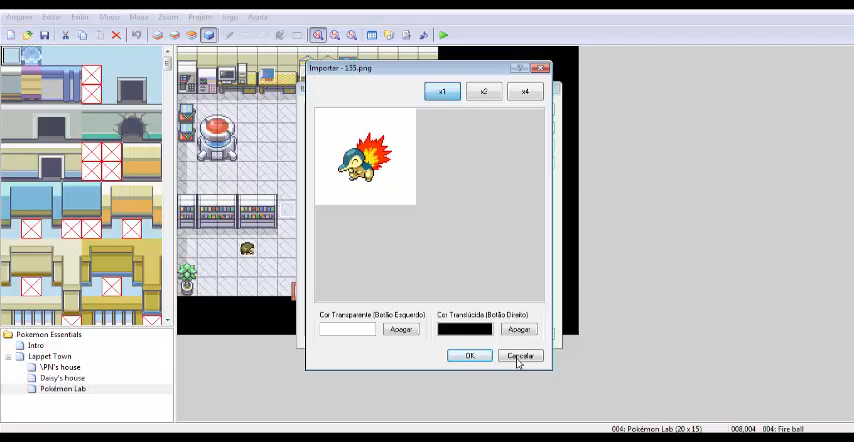 Arquivo Editar Exibir Modo Mapa Zoom Projeto Jogo Ajuda
Importar - 155.png
x1 x2 x4
Cor Transparente (Botão Esquerdo) Cor Translúcida (Botão Direito)
Apagar Apagar
OK Cancelar
Pokemon Essentials
Intro
Lappet Town
\PN's house
Daisy's house
Pokémon Lab
004: Pokémon Lab (20 x 15) 008,004 004: Fire ball